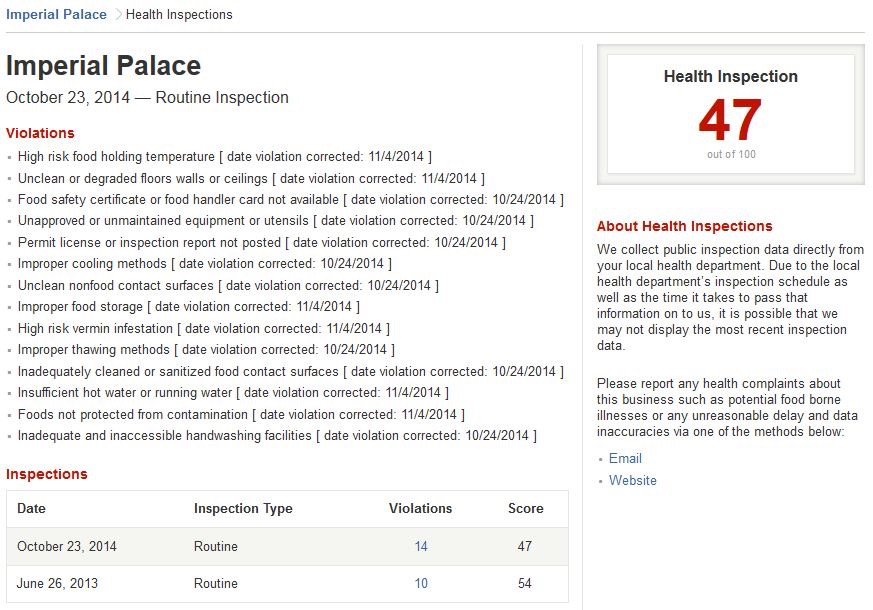 Imperial Palace > Health Inspections
Imperial Palace
October 23, 2014 — Routine Inspection
Violations
High risk food holding temperature [ date violation corrected: 11/4/2014 ]
Unclean or degraded floors walls or ceilings [ date violation corrected: 11/4/2014 ]
Food safety certificate or food handler card not available [ date violation corrected: 10/24/2014 ]
Unapproved or unmaintained equipment or utensils [ date violation corrected: 10/24/2014 ]
Permit license or inspection report not posted [ date violation corrected: 10/24/2014 ]
Improper cooling methods [ date violation corrected: 10/24/2014 ]
Unclean nonfood contact surfaces [ date violation corrected: 10/24/2014 ]
Improper food storage [ date violation corrected: 11/4/2014 ]
High risk vermin infestation [ date violation corrected: 11/4/2014 ]
Improper thawing methods [ date violation corrected: 10/24/2014 ]
Inadequately cleaned or sanitized food contact surfaces [ date violation corrected: 10/24/2014 ]
Insufficient hot water or running water [ date violation corrected: 11/4/2014 ]
Foods not protected from contamination [ date violation corrected: 11/4/2014 ]
Inadequate and inaccessible handwashing facilities [ date violation corrected: 10/24/2014 ]
Inspections
Date Inspection Type Violations Score
October 23, 2014 Routine 14 47
June 26, 2013 Routine 10 54
Health Inspection
47
out of 100
About Health Inspections
We collect public inspection data directly from
your local health department. Due to the local
health department's inspection schedule as
well as the time it takes to pass that
information on to us, it is possible that we
may not display the most recent inspection
data.
Please report any health complaints about
this business such as potential food borne
illnesses or any unreasonable delay and data
inaccuracies via one of the methods below:
Email
Website